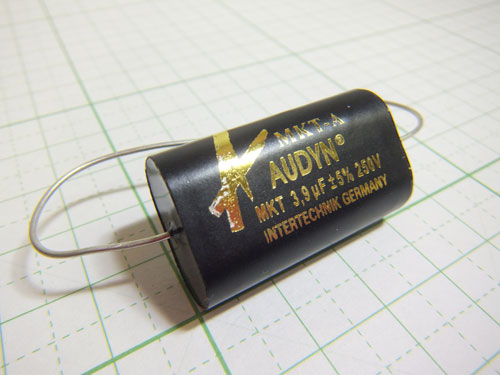 MKT-A
AUDYN®
MKT 3,9 µF ±5% 250V
INTERTECHNIK GERMANY